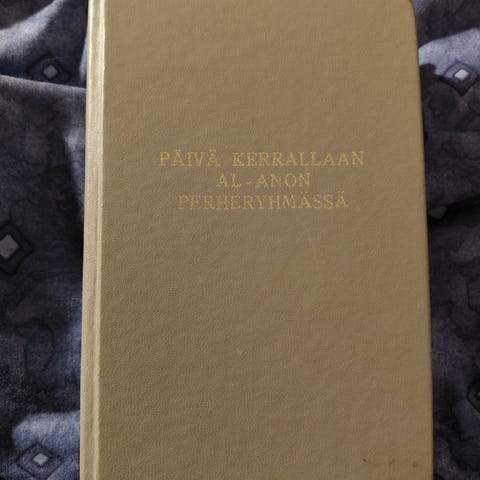 PÄIVÄ KERRALLAAN
AL-ANON
PERHERYHMÄSSÄ